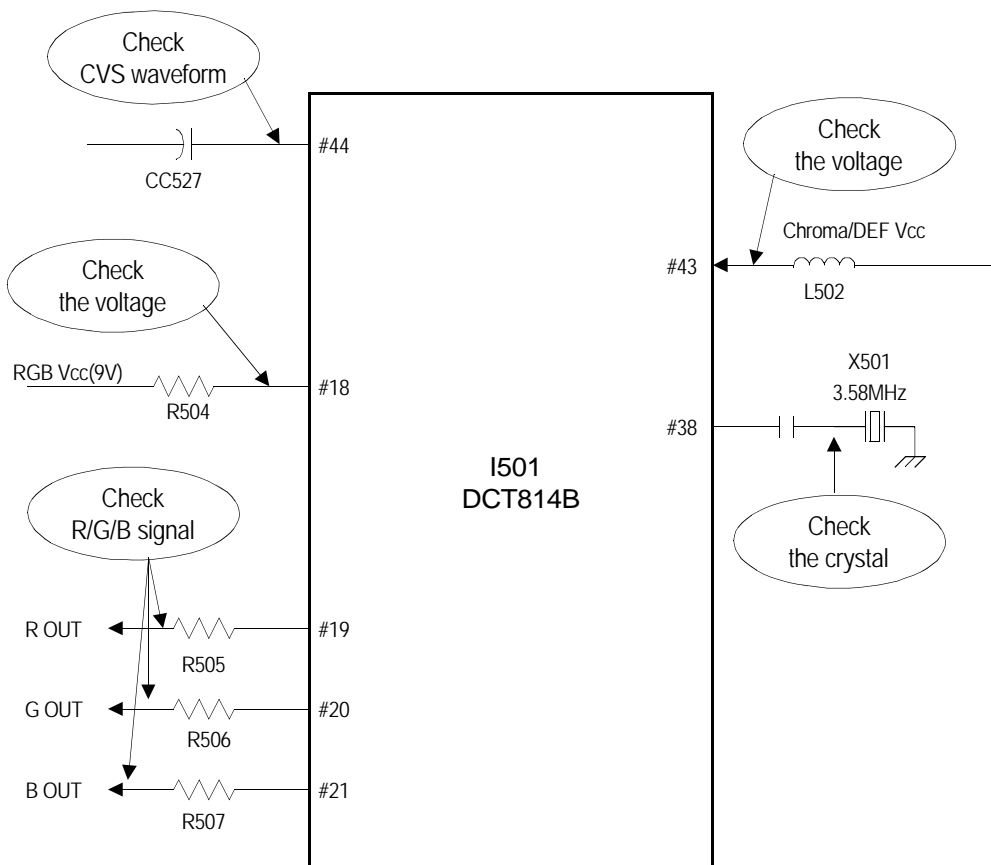 Check
CVS waveform
#44
CC527
Check
the voltage
Chroma/DEF Vcc
#43
L502
Check
the voltage
RGB Vcc(9V)
#18
R504
X501
3.58MHz
#38
I501
DCT814B
Check
R/G/B signal
Check
the crystal
R OUT
#19
R505
G OUT
#20
R506
B OUT
#21
R507